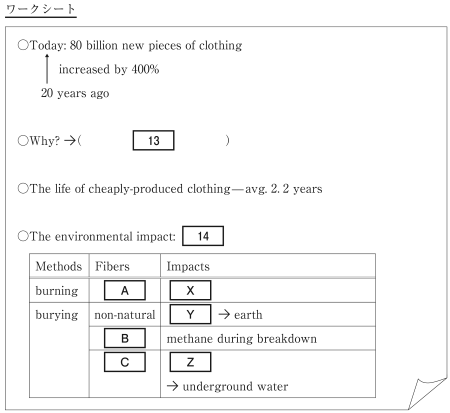 ワークシート
○Today: 80 billion new pieces of clothing
increased by 400%
20 years ago
○Why? →( 13 )
○The life of cheaply-produced clothing — avg. 2.2 years
○The environmental impact: 14
Methods Fibers Impacts
burning A X
burying non-natural Y → earth
B methane during breakdown
C Z
→ underground water